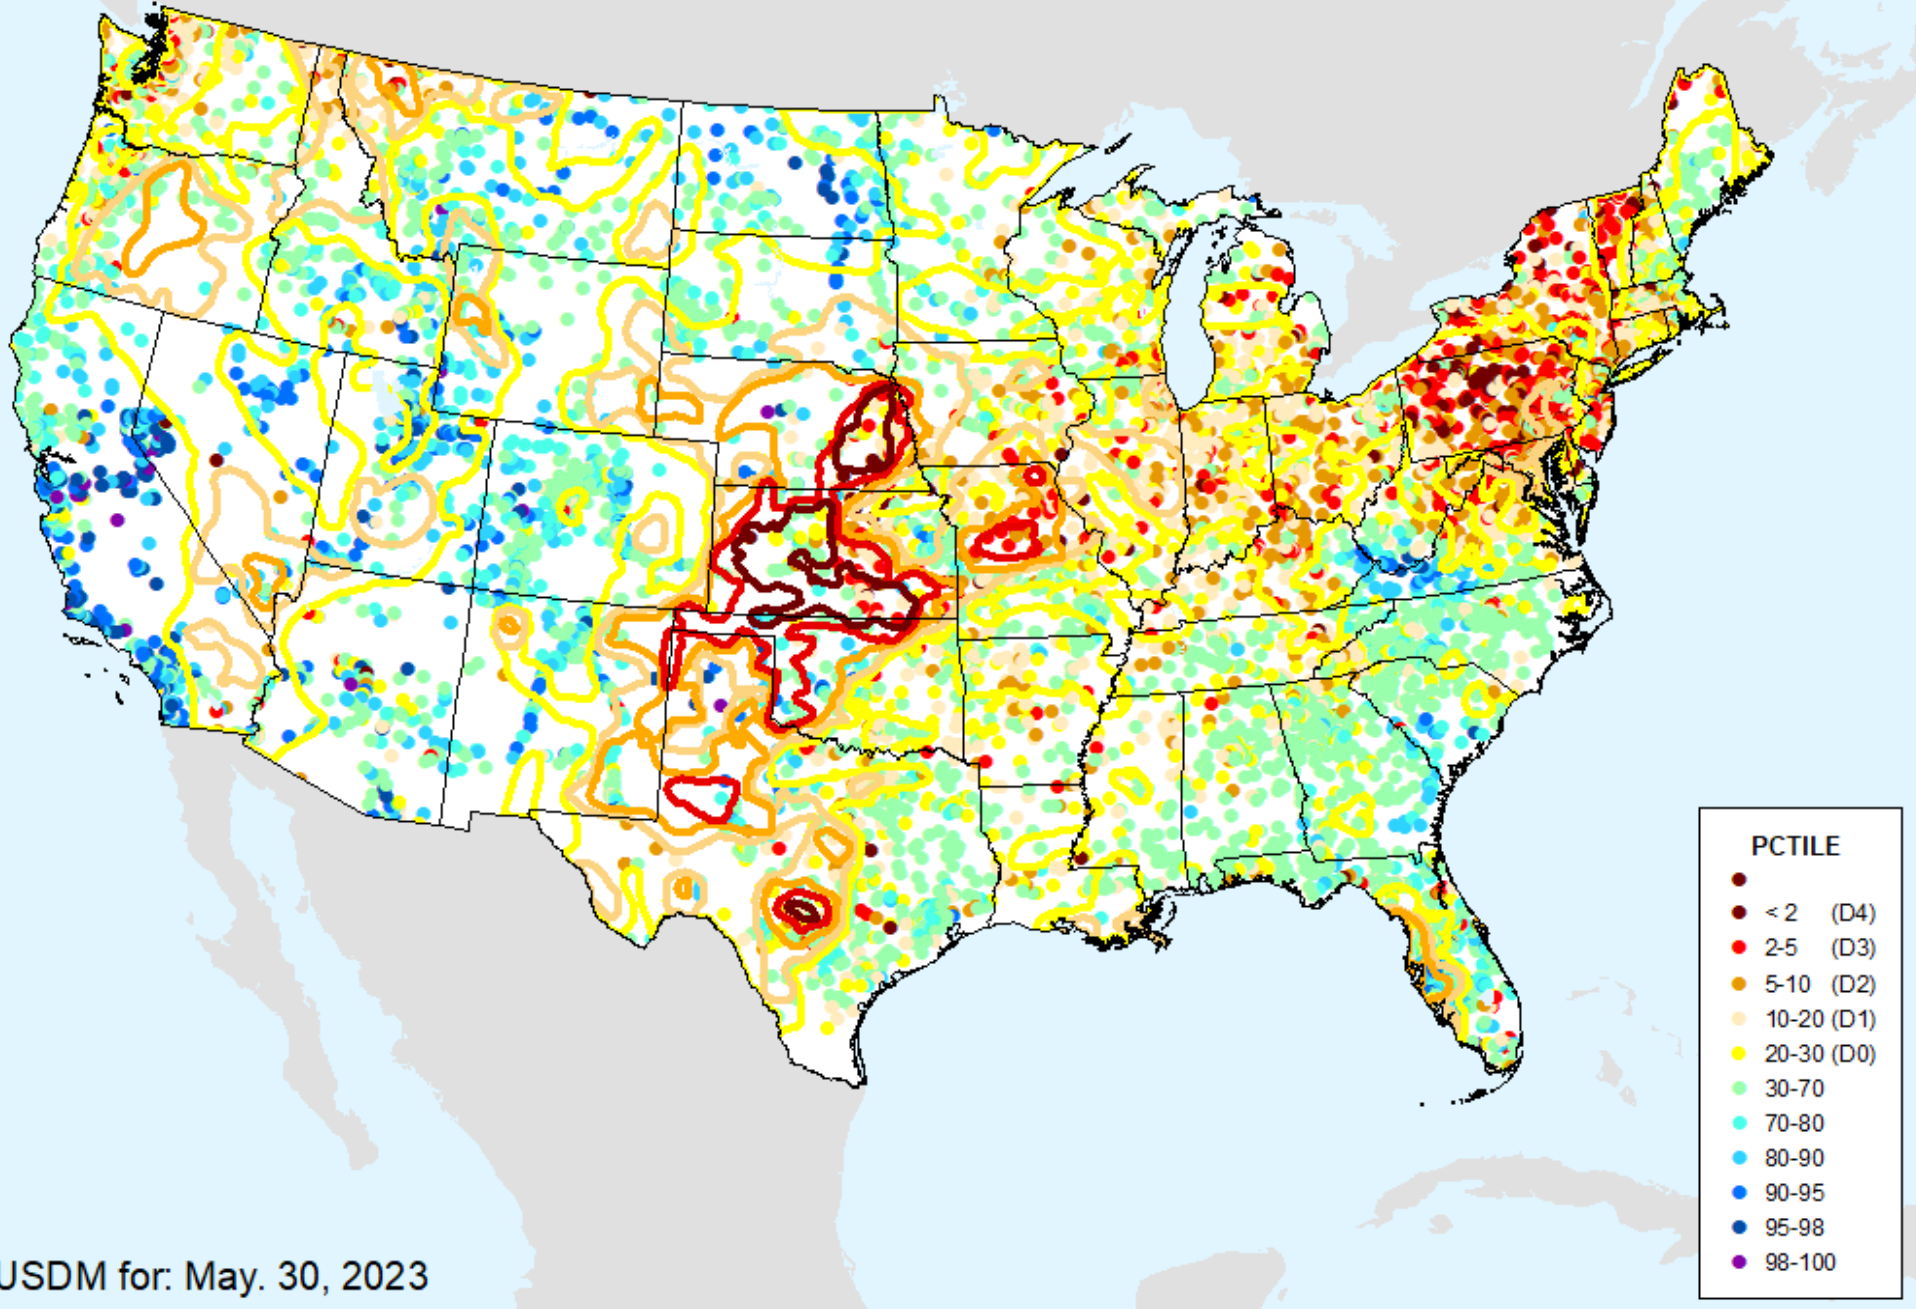 PCTILE
< 2 (D4)
2-5 (D3)
5-10 (D2)
10-20 (D1)
20-30 (D0)
30-70
70-80
80-90
90-95
95-98
98-100
USDM for: May. 30, 2023